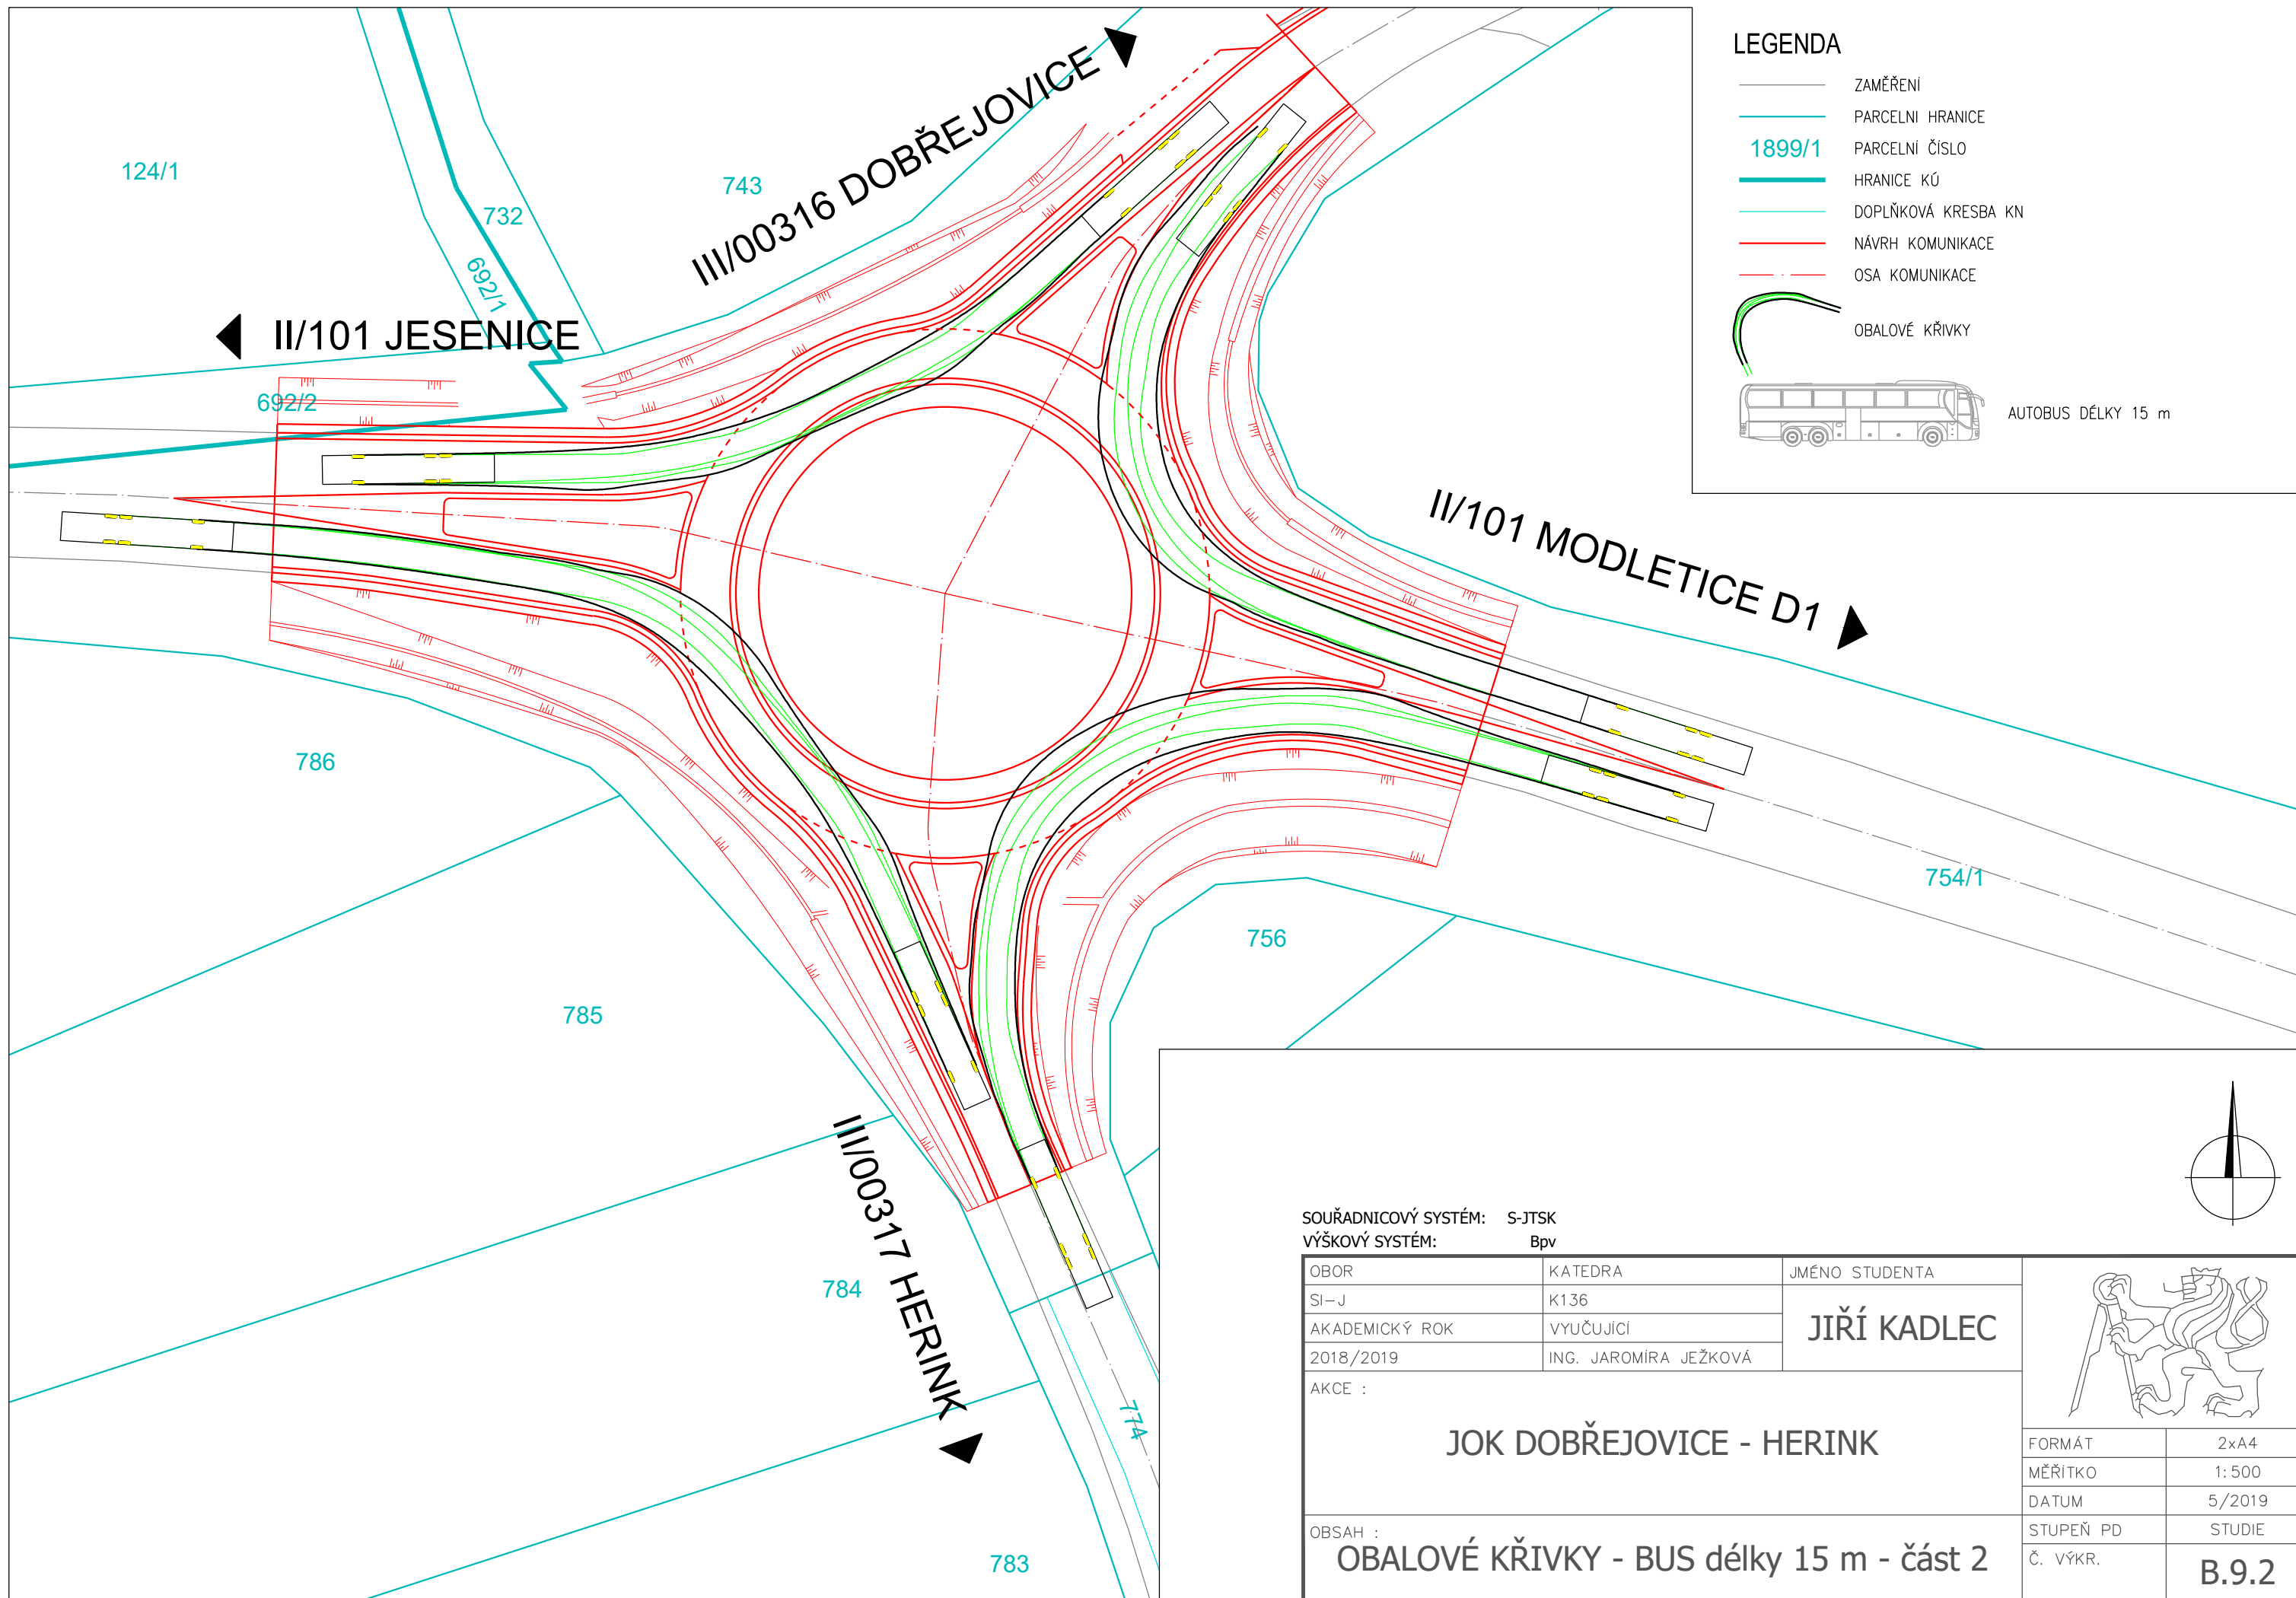 LEGENDA
ZAMĚŘENÍ
PARCELNI HRANICE
1899/1 PARCELNÍ ČÍSLO
HRANICE KÚ
DOPLŇKOVÁ KRESBA KN
NÁVRH KOMUNIKACE
OSA KOMUNIKACE
OBALOVÉ KŘIVKY
AUTOBUS DÉLKY 15 m
III/00316 DOBŘEJOVICE
124/1
743
732
692/1
II/101 JESENICE
692/2
II/101 MODLETICE D1
786
754/1
756
785
III/00317 HERINK
784
774
783
SOUŘADNICOVÝ SYSTÉM: S-JTSK
VÝŠKOVÝ SYSTÉM: Bpv
OBOR KATEDRA JMÉNO STUDENTA
SI-J K136
JIŘÍ KADLEC
AKADEMICKÝ ROK VYUČUJÍCÍ
2018/2019 ING. JAROMÍRA JEŽKOVÁ
AKCE :
JOK DOBŘEJOVICE - HERINK
FORMÁT 2xA4
MĚŘÍTKO 1:500
DATUM 5/2019
STUPEŇ PD STUDIE
OBSAH :
OBALOVÉ KŘIVKY - BUS délky 15 m - část 2
Č. VÝKR. B.9.2